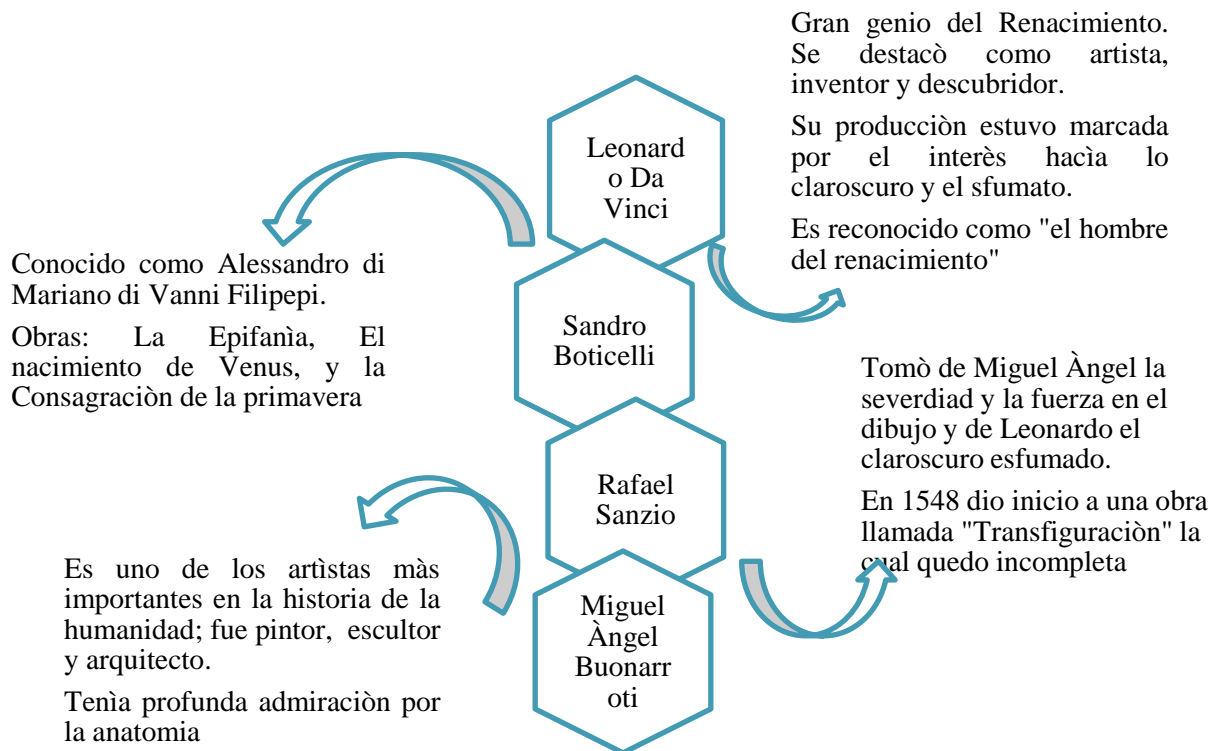 Gran genio del Renacimiento.
Se destacò como artista,
inventor y descubridor.
Su producciòn estuvo marcada
por el interès hacìa lo
claroscuro y el sfumato.
Es reconocido como "el hombre
del renacimiento"
Leonard
o Da
Vinci
Conocido como Alessandro di
Mariano di Vanni Filipepi.
Obras: La Epifanìa, El
nacimiento de Venus, y la
Consagraciòn de la primavera
Sandro
Boticelli
Tomò de Miguel Àngel la
severdiad y la fuerza en el
dibujo y de Leonardo el
claroscuro esfumado.
En 1548 dio inicio a una obra
llamada "Transfiguraciòn" la
cual quedo incompleta
Rafael
Sanzio
Es uno de los artìstas màs
importantes en la historia de la
humanidad; fue pintor, escultor
y arquitecto.
Tenìa profunda admiraciòn por
la anatomia
Miguel
Àngel
Buonarr
oti